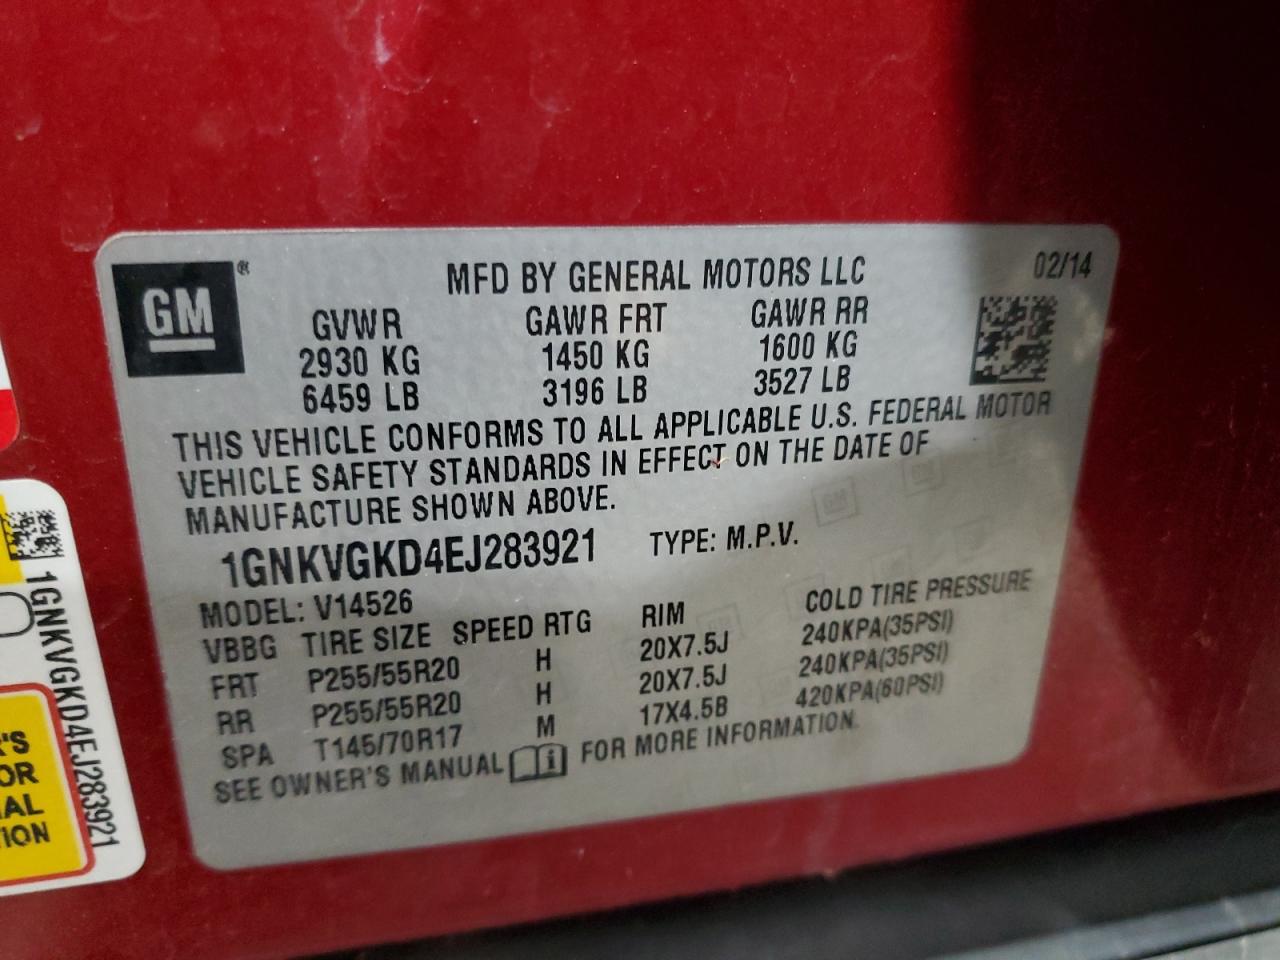 GM®
MFD BY GENERAL MOTORS LLC
02/14
GVWR GAWR FRT GAWR RR
2930 KG 1450 KG 1600 KG
6459 LB 3196 LB 3527 LB
THIS VEHICLE CONFORMS TO ALL APPLICABLE U.S. FEDERAL MOTOR
VEHICLE SAFETY STANDARDS IN EFFECT ON THE DATE OF
MANUFACTURE SHOWN ABOVE.
1GNKVGKD4EJ283921 TYPE: M.P.V.
MODEL: V14526
VBBG TIRE SIZE SPEED RTG RIM COLD TIRE PRESSURE
FRT P255/55R20 H 20X7.5J 240KPA(35PSI)
RR P255/55R20 H 20X7.5J 240KPA(35PSI)
SPA T145/70R17 M 17X4.5B 420KPA(60PSI)
SEE OWNER'S MANUAL FOR MORE INFORMATION.
1GNKVGKD4EJ283921